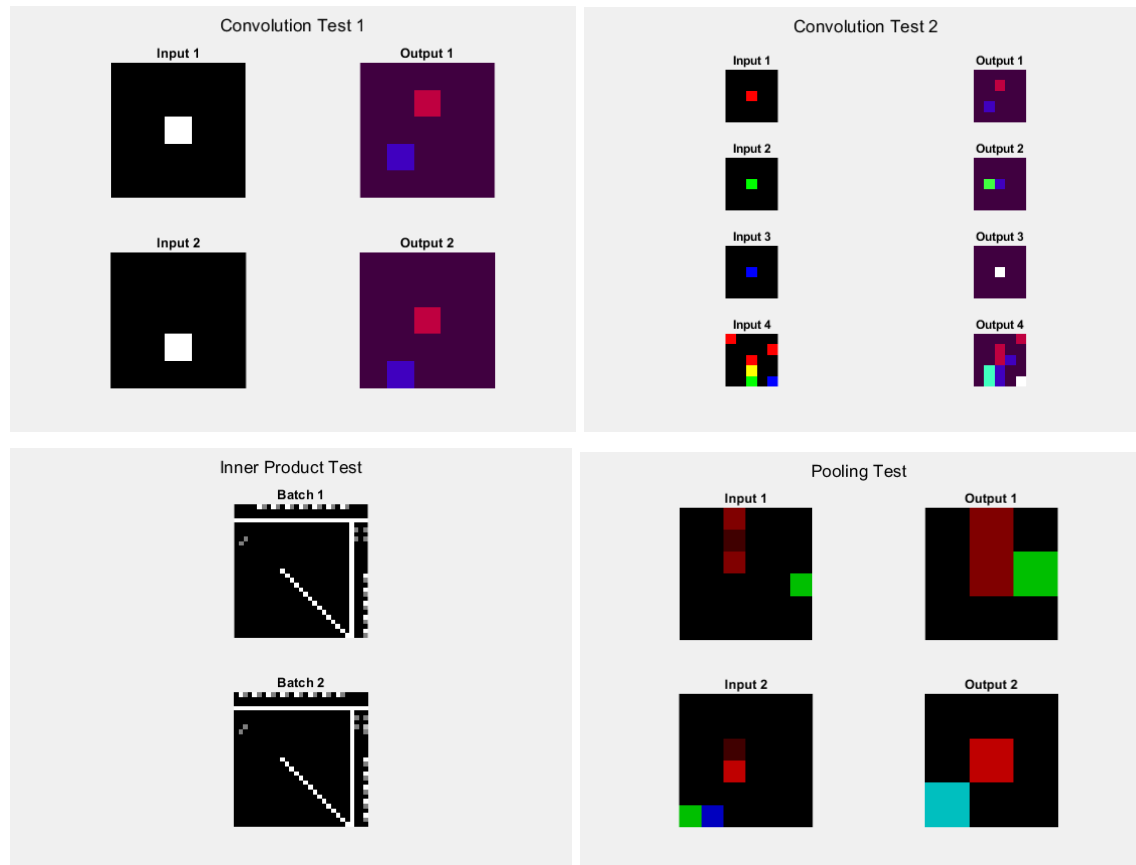 Convolution Test 1
Input 1 Output 1
Input 2 Output 2
Convolution Test 2
Input 1 Output 1
Input 2 Output 2
Input 3 Output 3
Input 4 Output 4
Inner Product Test
Batch 1
Batch 2
Pooling Test
Input 1 Output 1
Input 2 Output 2